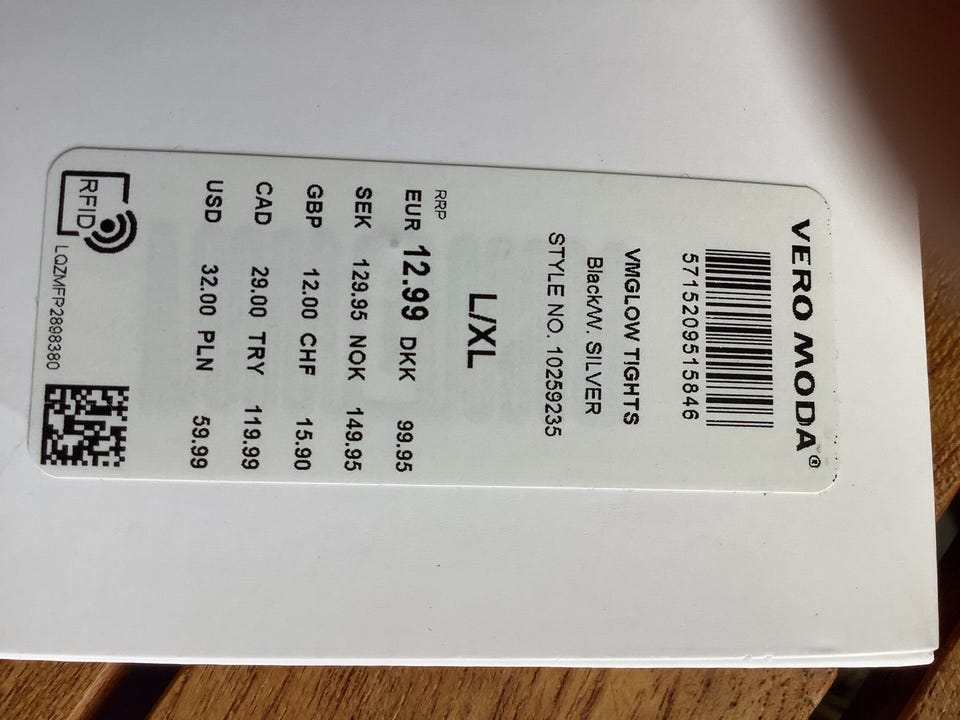 VERO MODA®
5715209515846
VMGLOW TIGHTS
Black/W. SILVER
STYLE NO. 10259235
L/XL
RRP
EUR 12.99 DKK 99.95
SEK 129.95 NOK 149.95
GBP 12.00 CHF 15.90
CAD 29.00 TRY 119.99
USD 32.00 PLN 59.99
RFID
LQZMFP2898380